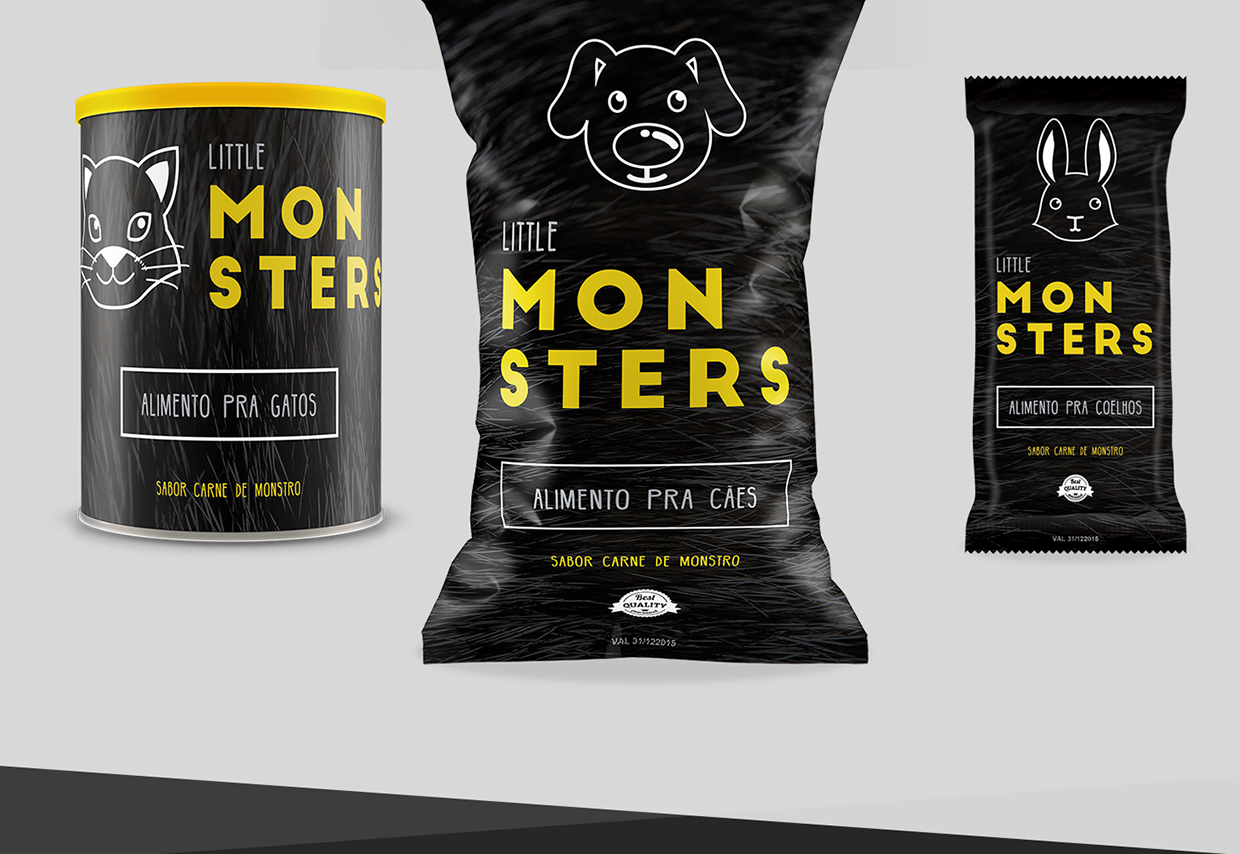 LITTLE
MON
STERS
ALIMENTO PRA GATOS
SABOR CARNE DE MONSTRO
LITTLE
MON
STERS
ALIMENTO PRA CÃES
SABOR CARNE DE MONSTRO
Best
QUALITY
VAL 31/122015
LITTLE
MON
STERS
ALIMENTO PRA COELHOS
SABOR CARNE DE MONSTRO
Best
QUALITY
VAL 31/122015